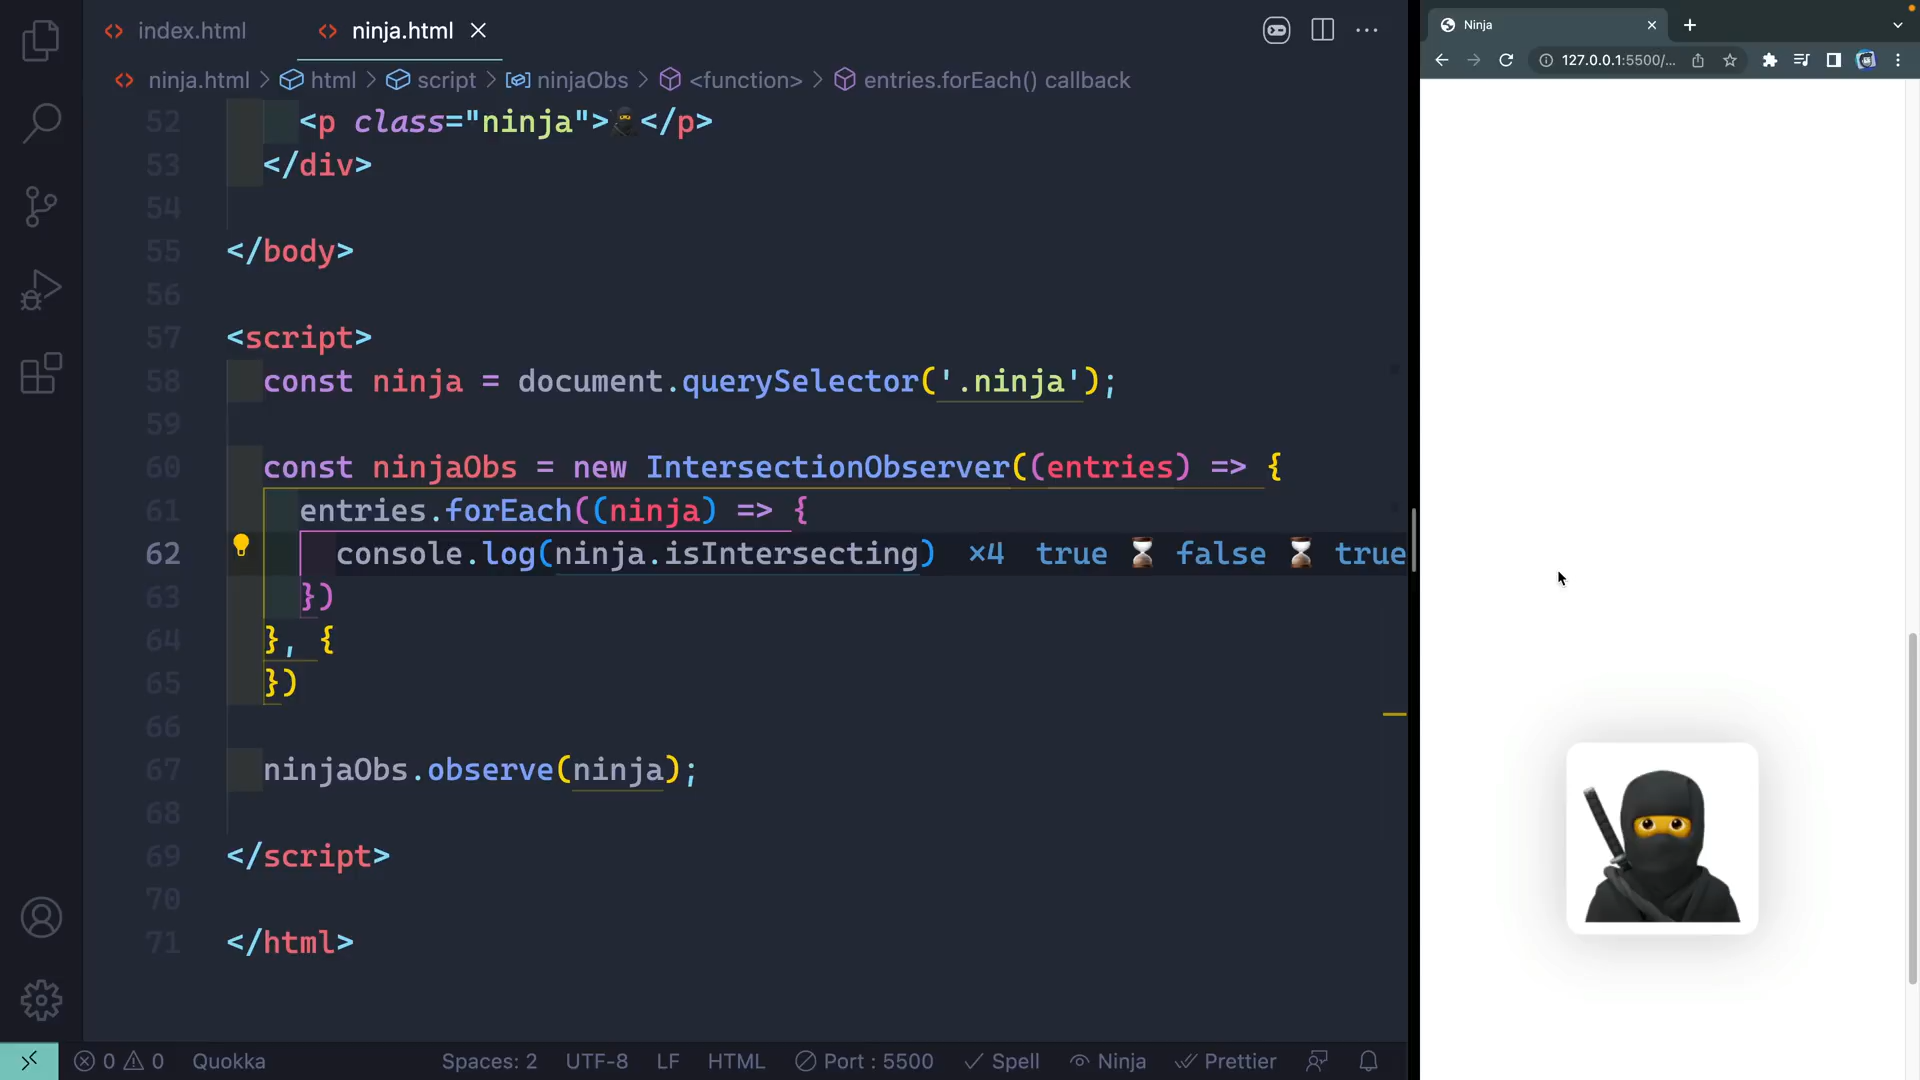 index.html
ninja.html
ninja.html > html > script > ninjaObs > <function> > entries.forEach() callback
52 <p class="ninja">🥷</p>
53 </div>
54
55 </body>
56
57 <script>
58 const ninja = document.querySelector('.ninja');
59
60 const ninjaObs = new IntersectionObserver((entries) => {
61 entries.forEach((ninja) => {
62 console.log(ninja.isIntersecting) ×4 true ⏳ false ⏳ true
63 })
64 }, {
65 })
66
67 ninjaObs.observe(ninja);
68
69 </script>
70
71 </html>
0 0 Quokka Spaces: 2 UTF-8 LF HTML Port : 5500 Spell Ninja Prettier
Ninja
127.0.0.1:5500/...